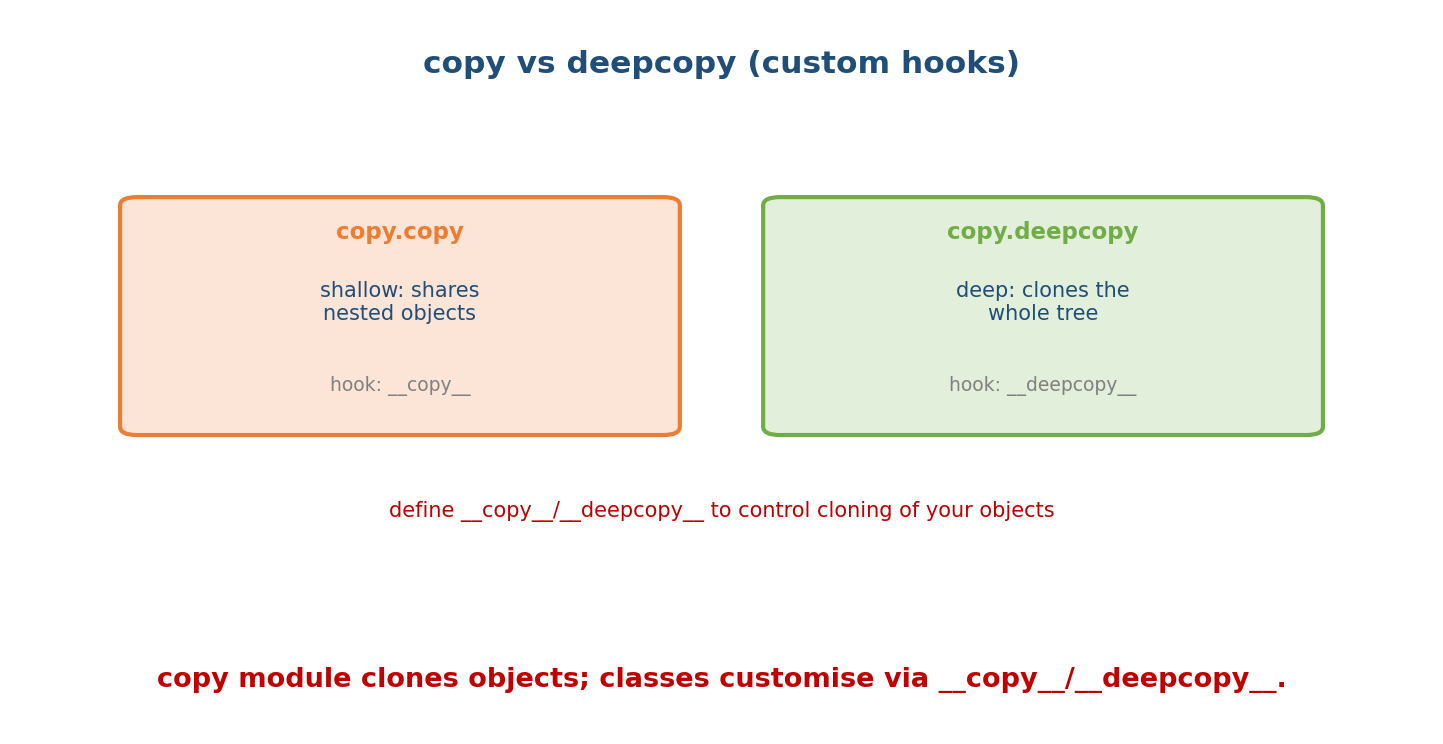 copy vs deepcopy (custom hooks)
copy.copy
shallow: shares
nested objects
hook: __copy__
copy.deepcopy
deep: clones the
whole tree
hook: __deepcopy__
define __copy__/__deepcopy__ to control cloning of your objects
copy module clones objects; classes customise via __copy__/__deepcopy__.